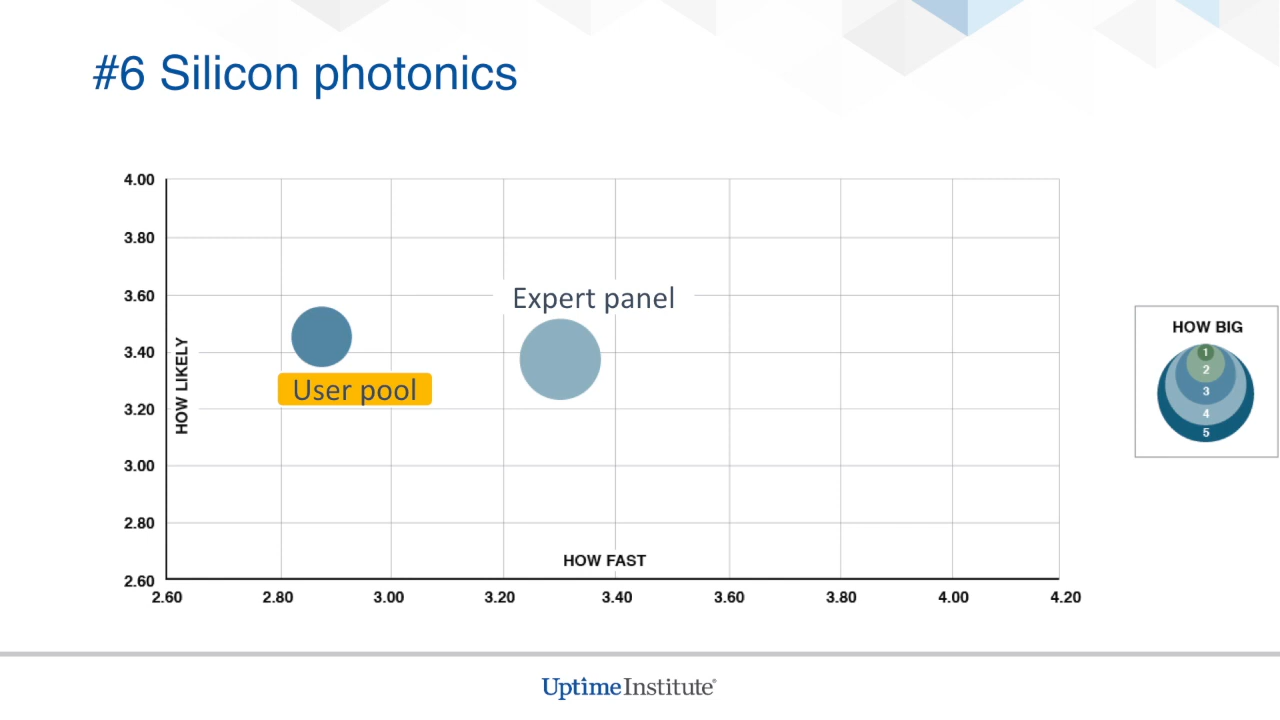 #6 Silicon photonics
4.00
3.80
3.60
3.40
3.20
3.00
2.80
2.60
HOW LIKELY
Expert panel
User pool
HOW FAST
2.60 2.80 3.00 3.20 3.40 3.60 3.80 4.00 4.20
HOW BIG
1
2
3
4
5
UptimeInstitute®